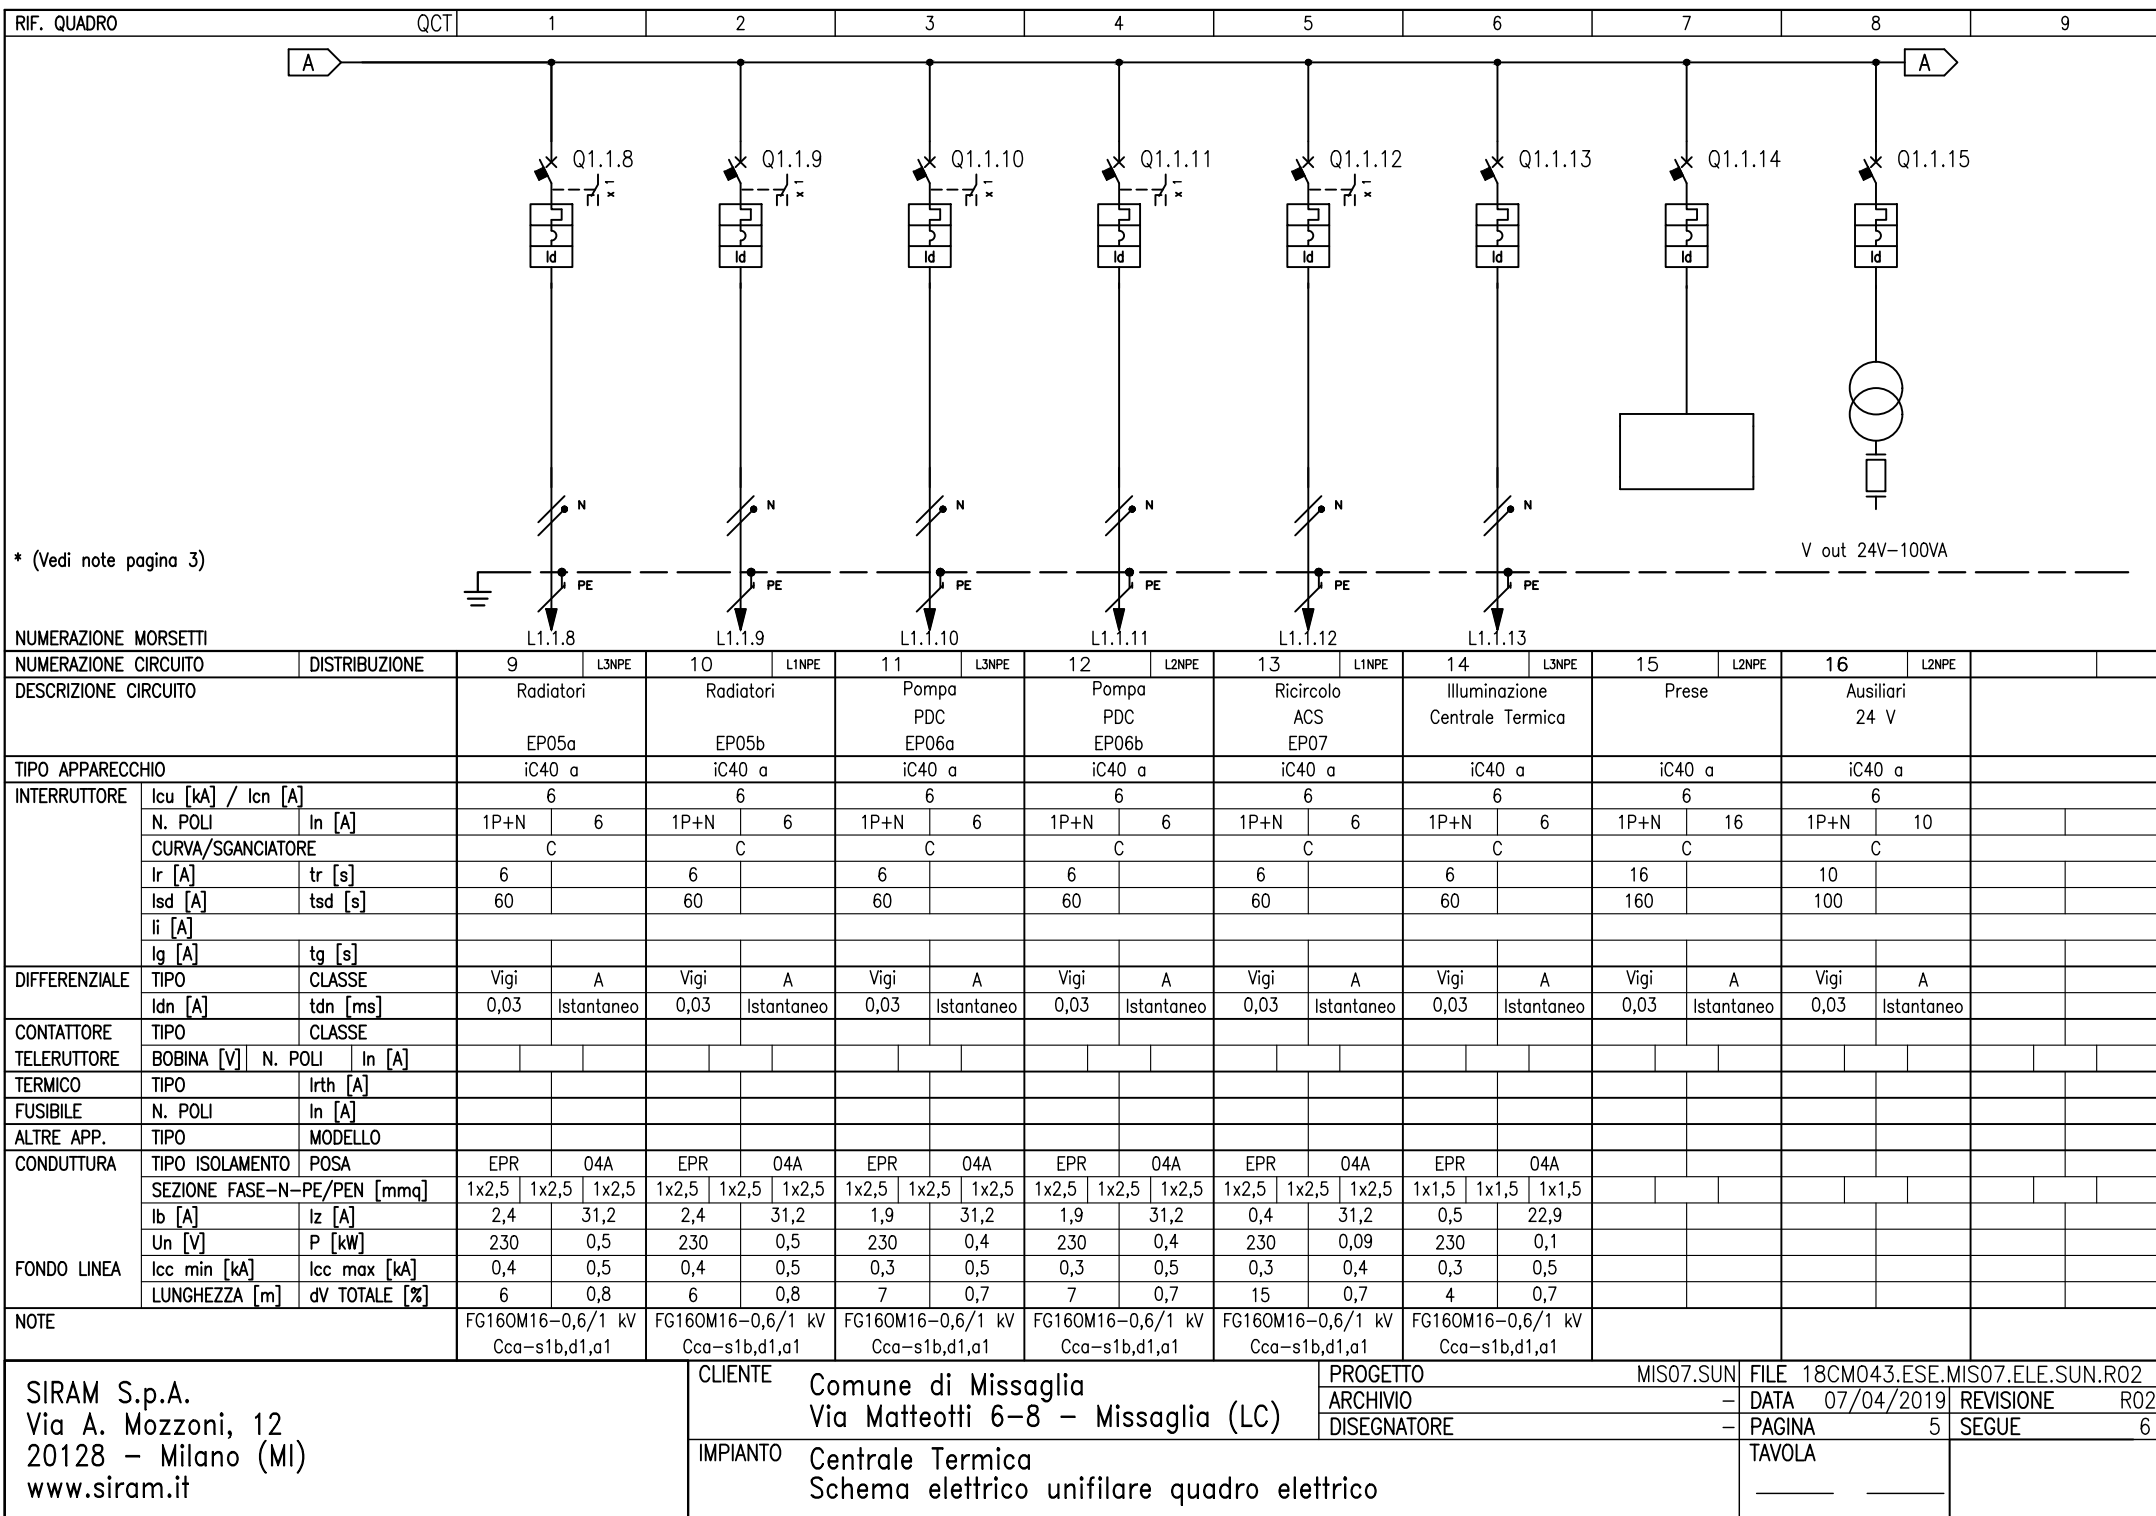 RIF. QUADRO QCT 1 2 3 4 5 6 7 8 9
A A
Q1.1.8 Q1.1.9 Q1.1.10 Q1.1.11 Q1.1.12 Q1.1.13 Q1.1.14 Q1.1.15
x 1 x 1 x 1 x 1 x 1
Id Id Id Id Id Id Id Id
N N N N N N
V out 24V-100VA
* (Vedi note pagina 3)
PE PE PE PE PE PE
NUMERAZIONE MORSETTI L1.1.8 L1.1.9 L1.1.10 L1.1.11 L1.1.12 L1.1.13
NUMERAZIONE CIRCUITO DISTRIBUZIONE 9 L3NPE 10 L1NPE 11 L3NPE 12 L2NPE 13 L1NPE 14 L3NPE 15 L2NPE 16 L2NPE
DESCRIZIONE CIRCUITO Radiatori Radiatori Pompa Pompa Ricircolo Illuminazione Prese Ausiliari
PDC PDC ACS Centrale Termica 24 V
EP05a EP05b EP06a EP06b EP07
TIPO APPARECCHIO iC40 a iC40 a iC40 a iC40 a iC40 a iC40 a iC40 a iC40 a
INTERRUTTORE Icu [kA] / Icn [A] 6 6 6 6 6 6 6 6
N. POLI In [A] 1P+N 6 1P+N 6 1P+N 6 1P+N 6 1P+N 6 1P+N 6 1P+N 16 1P+N 10
CURVA/SGANCIATORE C C C C C C C C
Ir [A] tr [s] 6 6 6 6 6 6 16 10
Isd [A] tsd [s] 60 60 60 60 60 60 160 100
Ii [A]
Ig [A] tg [s]
DIFFERENZIALE TIPO CLASSE Vigi A Vigi A Vigi A Vigi A Vigi A Vigi A Vigi A Vigi A
Idn [A] tdn [ms] 0,03 Istantaneo 0,03 Istantaneo 0,03 Istantaneo 0,03 Istantaneo 0,03 Istantaneo 0,03 Istantaneo 0,03 Istantaneo 0,03 Istantaneo
CONTATTORE TIPO CLASSE
TELERUTTORE BOBINA [V] N. POLI In [A]
TERMICO TIPO Irth [A]
FUSIBILE N. POLI In [A]
ALTRE APP. TIPO MODELLO
CONDUTTURA TIPO ISOLAMENTO POSA EPR 04A EPR 04A EPR 04A EPR 04A EPR 04A EPR 04A
SEZIONE FASE-N-PE/PEN [mmq] 1x2,5 1x2,5 1x2,5 1x2,5 1x2,5 1x2,5 1x2,5 1x2,5 1x2,5 1x2,5 1x2,5 1x2,5 1x2,5 1x2,5 1x2,5 1x1,5 1x1,5 1x1,5
Ib [A] Iz [A] 2,4 31,2 2,4 31,2 1,9 31,2 1,9 31,2 0,4 31,2 0,5 22,9
Un [V] P [kW] 230 0,5 230 0,5 230 0,4 230 0,4 230 0,09 230 0,1
FONDO LINEA Icc min [kA] Icc max [kA] 0,4 0,5 0,4 0,5 0,3 0,5 0,3 0,5 0,3 0,4 0,3 0,5
LUNGHEZZA [m] dV TOTALE [%] 6 0,8 6 0,8 7 0,7 7 0,7 15 0,7 4 0,7
NOTE FG16OM16-0,6/1 kV FG16OM16-0,6/1 kV FG16OM16-0,6/1 kV FG16OM16-0,6/1 kV FG16OM16-0,6/1 kV FG16OM16-0,6/1 kV
Cca-s1b,d1,a1 Cca-s1b,d1,a1 Cca-s1b,d1,a1 Cca-s1b,d1,a1 Cca-s1b,d1,a1 Cca-s1b,d1,a1
SIRAM S.p.A.
Via A. Mozzoni, 12
20128 - Milano (MI)
www.siram.it
CLIENTE Comune di Missaglia
Via Matteotti 6-8 - Missaglia (LC)
IMPIANTO Centrale Termica
Schema elettrico unifilare quadro elettrico
PROGETTO MIS07.SUN FILE 18CM043.ESE.MIS07.ELE.SUN.R02
ARCHIVIO - DATA 07/04/2019 REVISIONE R02
DISEGNATORE - PAGINA 5 SEGUE 6
TAVOLA